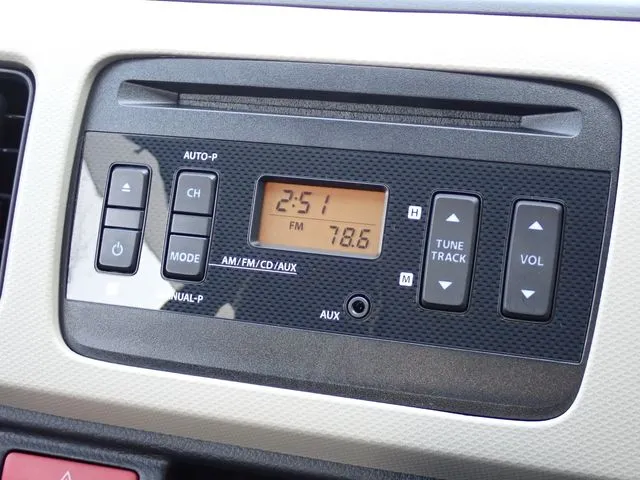 AUTO-P
CH
MODE
AM/FM/CD/AUX
NUAL-P
2:51
FM 78.6
AUX
H
M
TUNE
TRACK
VOL